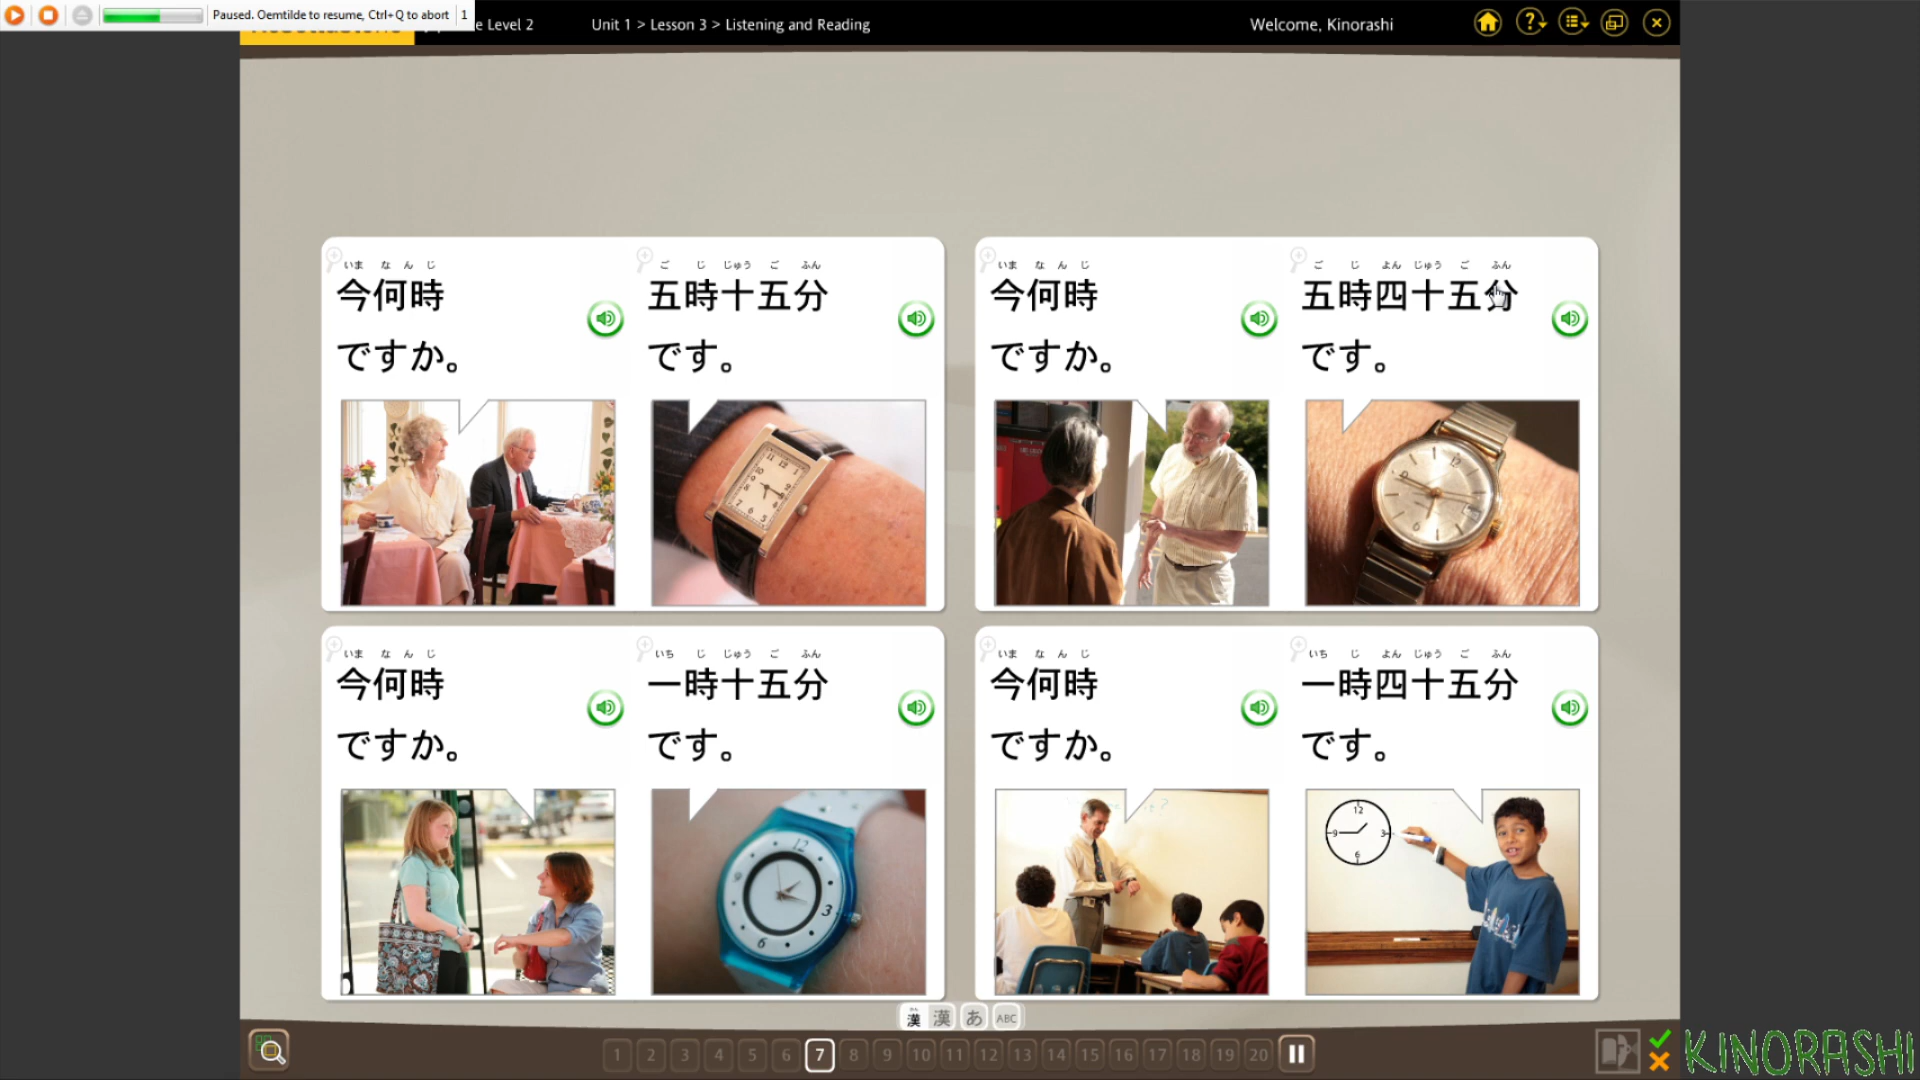 Paused. Oemtilde to resume, Ctrl+Q to abort 1
e Level 2
Unit 1 > Lesson 3 > Listening and Reading
Welcome, Kinorashi
いま なん じ
今何時
ですか。
ご じ じゅう ご ふん
五時十五分
です。
いま なん じ
今何時
ですか。
ご じ よん じゅう ご ふん
五時四十五分
です。
いま なん じ
今何時
ですか。
いち じ じゅう ご ふん
一時十五分
です。
いま なん じ
今何時
ですか。
いち じ よん じゅう ご ふん
一時四十五分
です。
12
3
6
9
漢 漢 あ ABC
1 2 3 4 5 6 7 8 9 10 11 12 13 14 15 16 17 18 19 20
KINORASHI